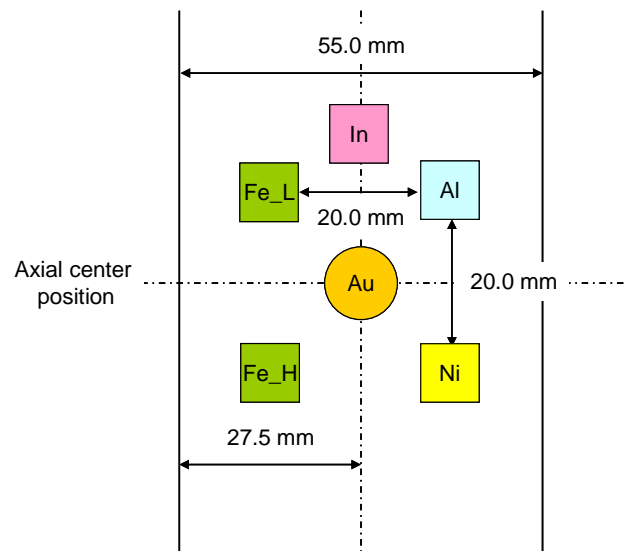 55.0 mm
In
Fe_L
Al
20.0 mm
Axial center
position
Au
20.0 mm
Fe_H
Ni
27.5 mm